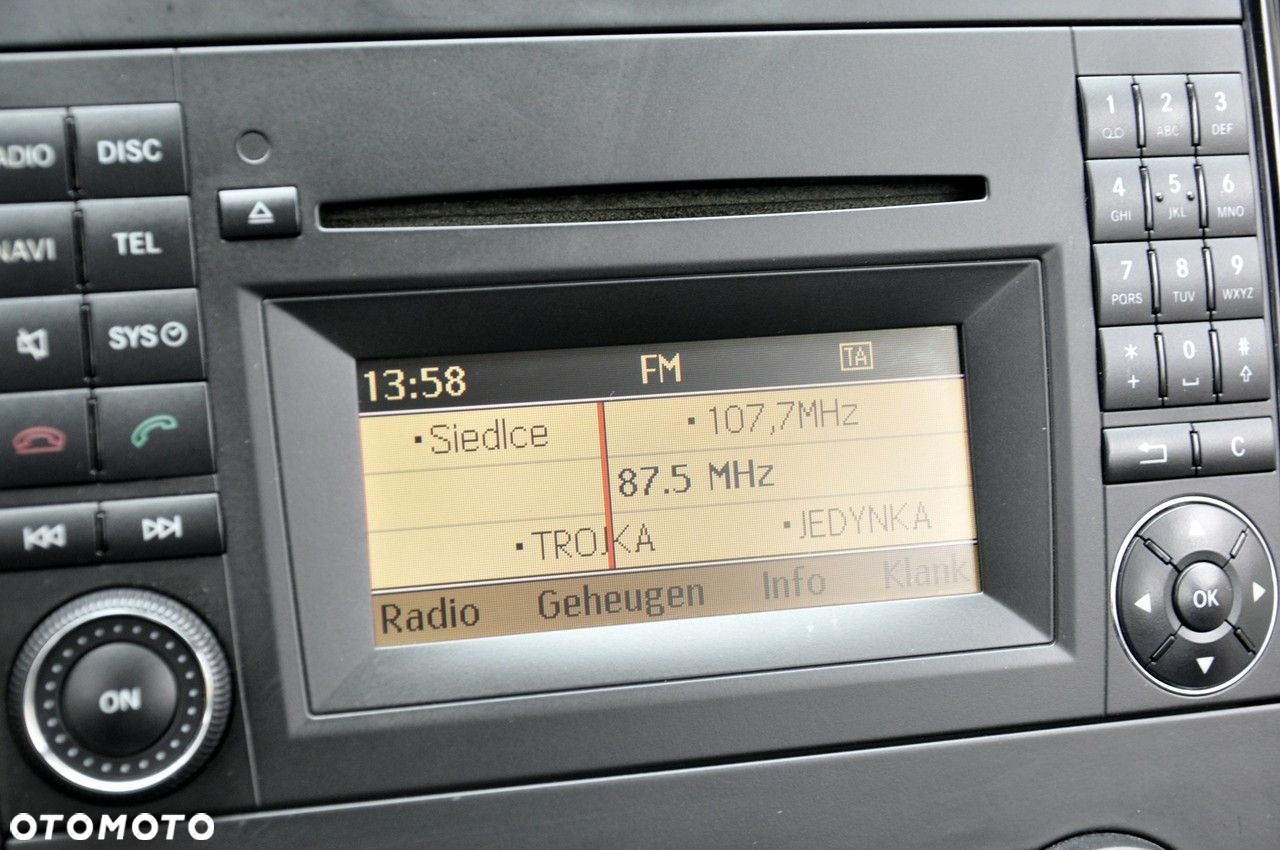 ADIO DISC
NAVI TEL
SYS
ON
13:58 FM TA
Siedlce 107,7MHz
87.5 MHz
TROJKA JEDYNKA
Radio Geheugen Info Klank
1 2 3
ABC DEF
4 5 6
GHI JKL MNO
7 8 9
PQRS TUV WXYZ
* 0 #
+
C
OK
OTOMOTO